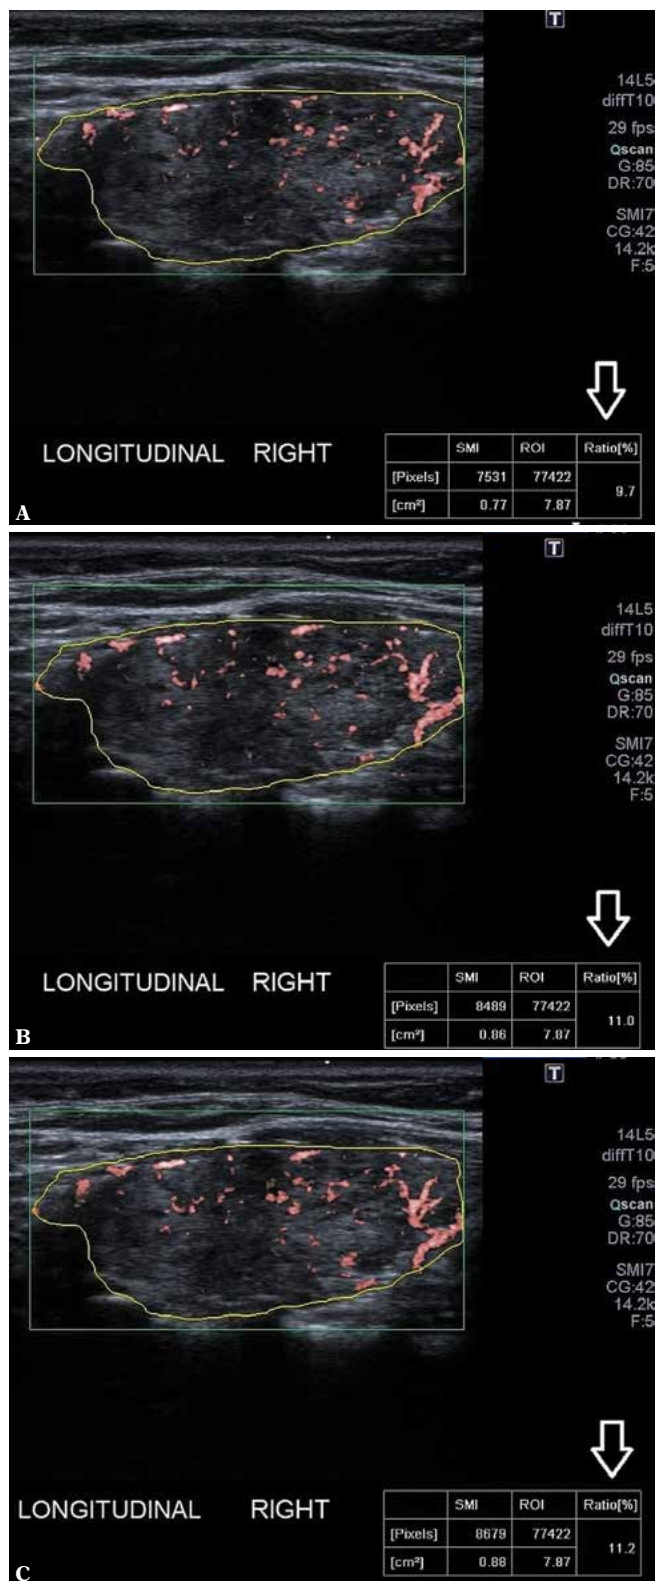 T
14L5
diffT10
29 fps
Qscan
G:85
DR:70
SMI7
CG:42
14.2k
F:5
LONGITUDINAL RIGHT
SMI ROI Ratio[%]
[Pixels] 7531 77422 9.7
[cm²] 0.77 7.87
A
T
14L5
diffT10
29 fps
Qscan
G:85
DR:70
SMI7
CG:42
14.2k
F:5
LONGITUDINAL RIGHT
SMI ROI Ratio[%]
[Pixels] 8489 77422 11.0
[cm²] 0.86 7.87
B
T
14L5
diffT10
29 fps
Qscan
G:85
DR:70
SMI7
CG:42
14.2k
F:5
LONGITUDINAL RIGHT
SMI ROI Ratio[%]
[Pixels] 8679 77422 11.2
[cm²] 0.88 7.87
C